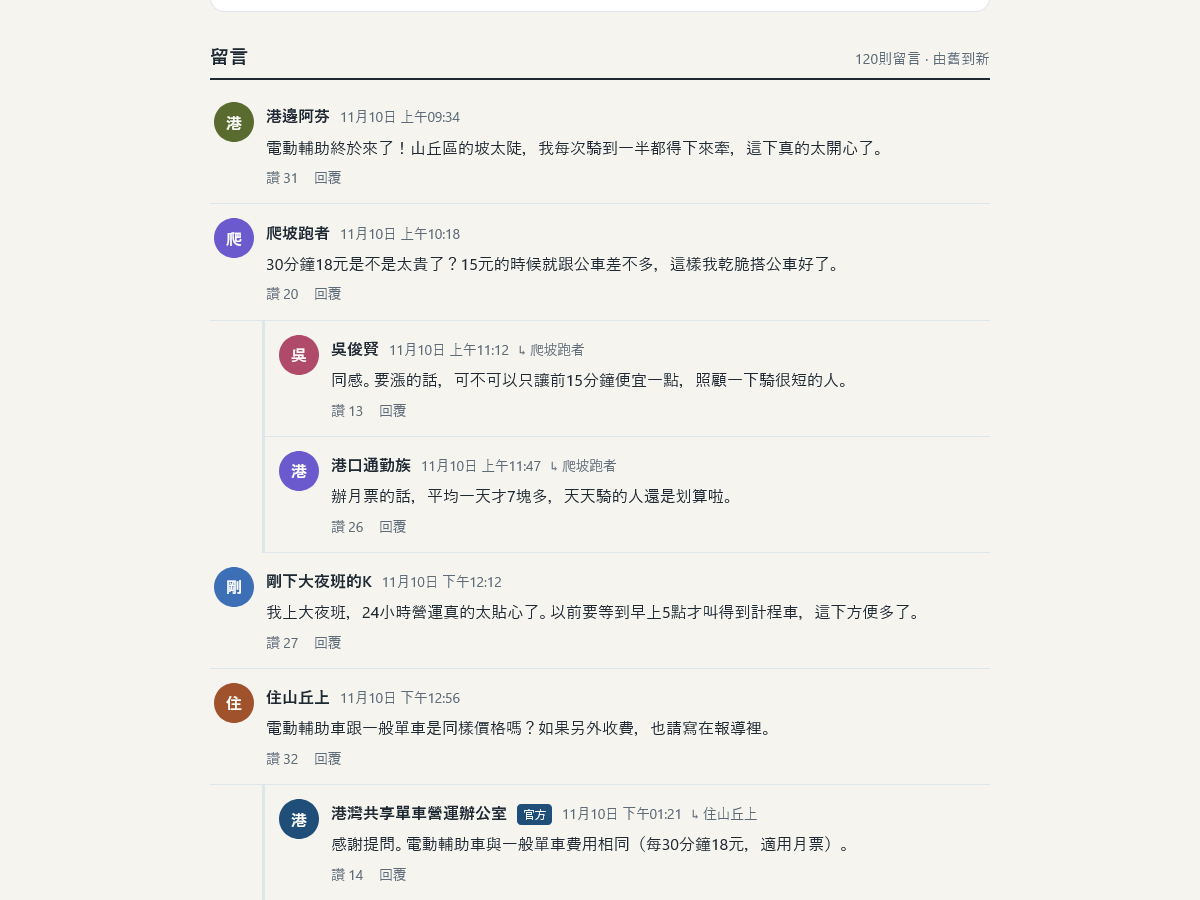 留言
120則留言 · 由舊到新
港
港邊阿芬 11月10日 上午09:34
電動輔助終於來了！山丘區的坡太陡，我每次騎到一半都得下來牽，這下真的太開心了。
讚 31 回覆
爬
爬坡跑者 11月10日 上午10:18
30分鐘18元是不是太貴了？15元的時候就跟公車差不多，這樣我乾脆搭公車好了。
讚 20 回覆
吳
吳俊賢 11月10日 上午11:12 ↳ 爬坡跑者
同感。要漲的話，可不可以只讓前15分鐘便宜一點，照顧一下騎很短的人。
讚 13 回覆
港
港口通勤族 11月10日 上午11:47 ↳ 爬坡跑者
辦月票的話，平均一天才7塊多，天天騎的人還是划算啦。
讚 26 回覆
剛
剛下大夜班的K 11月10日 下午12:12
我上大夜班，24小時營運真的太貼心了。以前要等到早上5點才叫得到計程車，這下方便多了。
讚 27 回覆
住
住山丘上 11月10日 下午12:56
電動輔助車跟一般單車是同樣價格嗎？如果另外收費，也請寫在報導裡。
讚 32 回覆
港
港灣共享單車營運辦公室 官方 11月10日 下午01:21 ↳ 住山丘上
感謝提問。電動輔助車與一般單車費用相同（每30分鐘18元，適用月票）。
讚 14 回覆